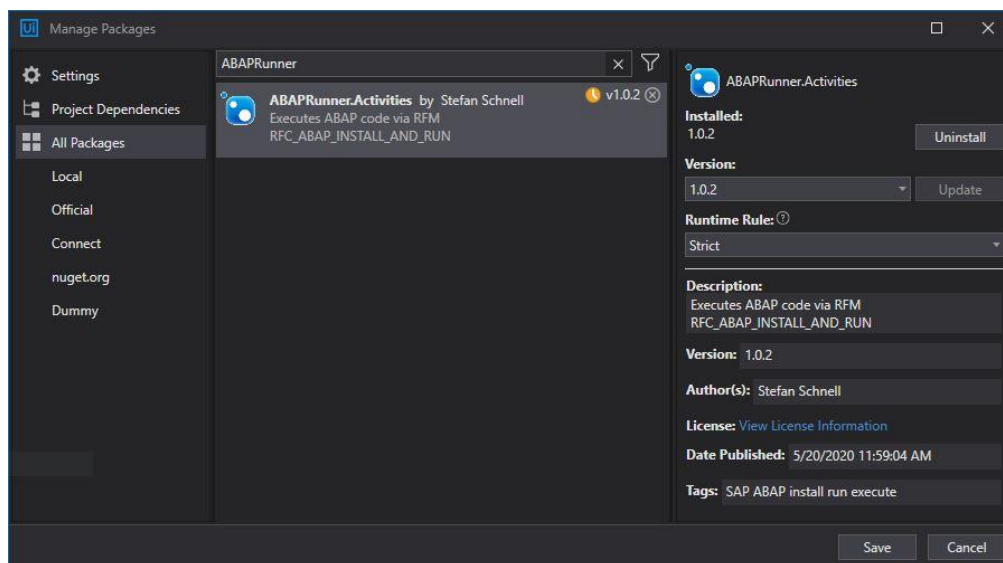 Ui Manage Packages
Settings
Project Dependencies
All Packages
Local
Official
Connect
nuget.org
Dummy
ABAPRunner
ABAPRunner.Activities by Stefan Schnell
v1.0.2
Executes ABAP code via RFM
RFC_ABAP_INSTALL_AND_RUN
ABAPRunner.Activities
Installed:
1.0.2
Uninstall
Version:
1.0.2
Update
Runtime Rule:
Strict
Description:
Executes ABAP code via RFM
RFC_ABAP_INSTALL_AND_RUN
Version: 1.0.2
Author(s): Stefan Schnell
License: View License Information
Date Published: 5/20/2020 11:59:04 AM
Tags: SAP ABAP install run execute
Save
Cancel